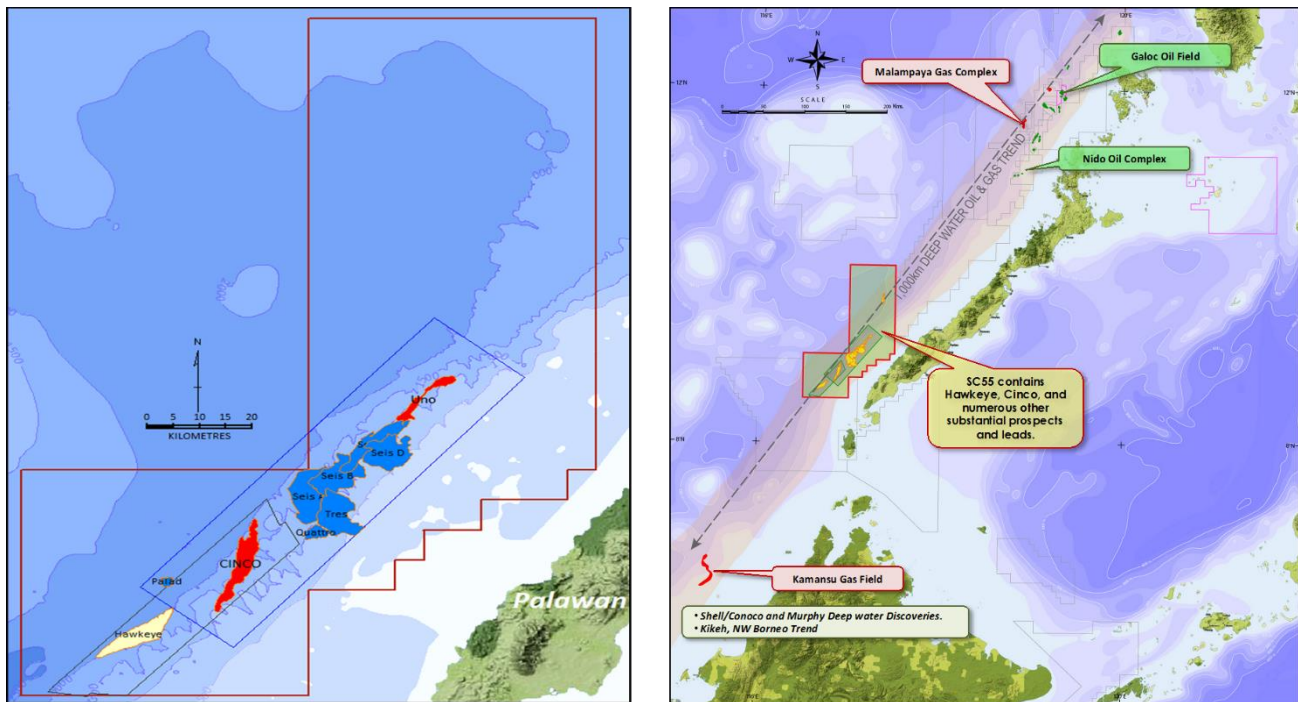 N
0 5 10 15 20
KILOMETRES
Uno
Seis D
Seis B
Seis
Tres
Quattro
CINCO
Parad
Hawkeye
Palawan
N
W E
S
SCALE
Malampaya Gas Complex
Galoc Oil Field
Nido Oil Complex
1,000km DEEP WATER OIL & GAS TREND
SC55 contains
Hawkeye, Cinco, and
numerous other
substantial prospects
and leads.
Kamansu Gas Field
• Shell/Conoco and Murphy Deep water Discoveries.
• Kikeh, NW Borneo Trend